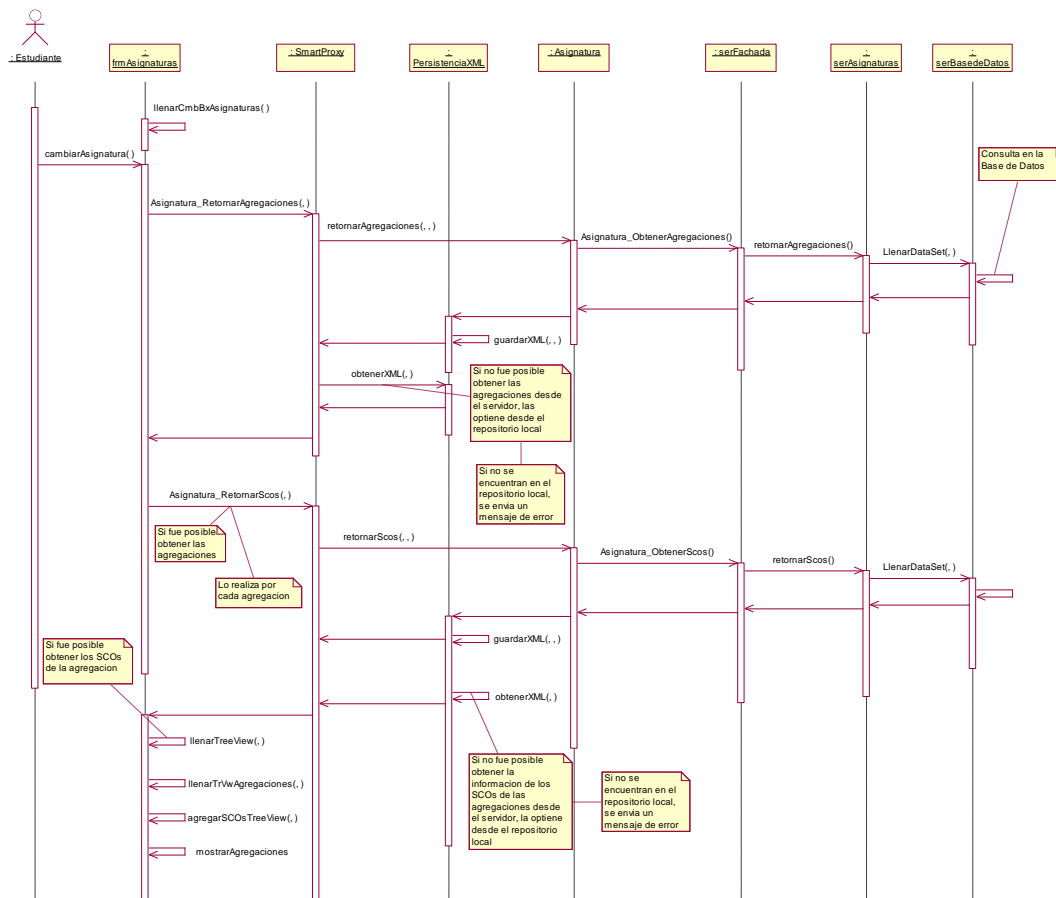 : Estudiante
:
frmAsignaturas
: SmartProxy
:
PersistenciaXML
: Asignatura
: serFachada
:
serAsignaturas
:
serBasedeDatos
llenarCmbBxAsignaturas( )
cambiarAsignatura( )
Consulta en la
Base de Datos
Asignatura_RetornarAgregaciones(, )
retornarAgregaciones(, , )
Asignatura_ObtenerAgregaciones()
retornarAgregaciones()
LlenarDataSet(, )
guardarXML(, , )
obtenerXML(, )
Si no fue posible
obtener las
agregaciones desde
el servidor, las
optiene desde el
repositorio local
Si no se
encuentran en el
repositorio local,
se envia un
mensaje de error
Asignatura_RetornarScos(, )
Si fue posible
obtener las
agregaciones
Lo realiza por
cada agregacion
retornarScos(, , )
Asignatura_ObtenerScos()
retornarScos()
LlenarDataSet(, )
guardarXML(, , )
Si fue posible
obtener los SCOs
de la agregacion
obtenerXML(, )
llenarTreeView(, )
Si no fue posible
obtener la
informacion de los
SCOs de las
agregaciones desde
el servidor, la optiene
desde el repositorio
local
Si no se
encuentran en el
repositorio local,
se envia un
mensaje de error
llenarTrVwAgregaciones(, )
agregarSCOsTreeView(, )
mostrarAgregaciones